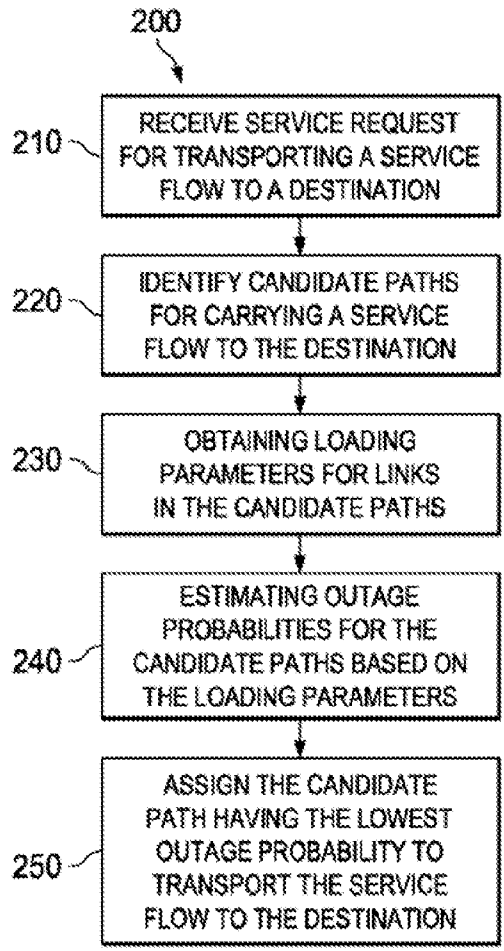 200
210
RECEIVE SERVICE REQUEST
FOR TRANSPORTING A SERVICE
FLOW TO A DESTINATION
220
IDENTIFY CANDIDATE PATHS
FOR CARRYING A SERVICE
FLOW TO THE DESTINATION
230
OBTAINING LOADING
PARAMETERS FOR LINKS
IN THE CANDIDATE PATHS
240
ESTIMATING OUTAGE
PROBABILITIES FOR THE
CANDIDATE PATHS BASED ON
THE LOADING PARAMETERS
250
ASSIGN THE CANDIDATE
PATH HAVING THE LOWEST
OUTAGE PROBABILITY TO
TRANSPORT THE SERVICE
FLOW TO THE DESTINATION